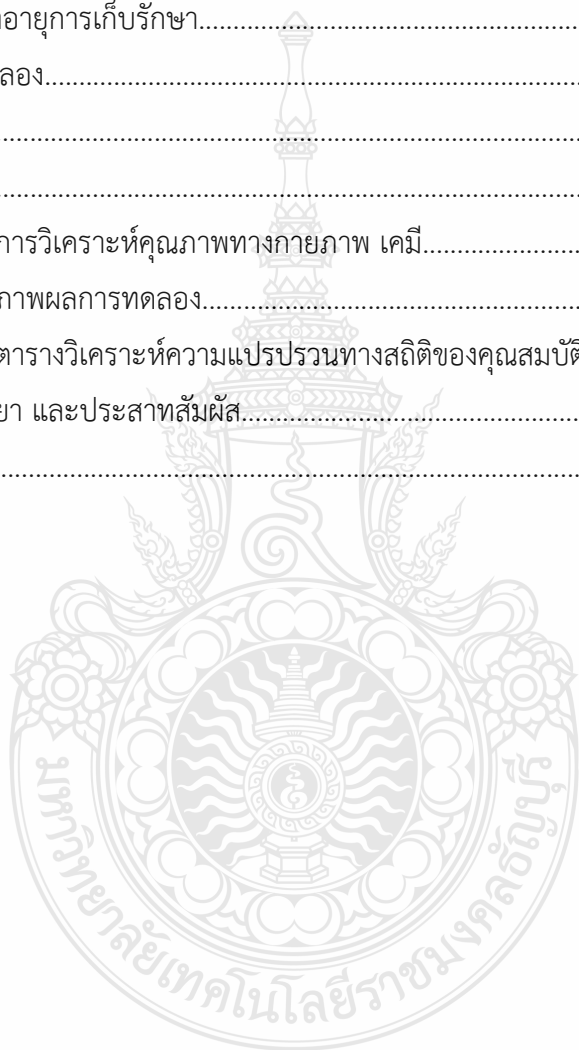 อายุการเก็บรักษา
ลอง
การวิเคราะห์คุณภาพทางกายภาพ เคมี
ภาพผลการทดลอง
ตารางวิเคราะห์ความแปรปรวนทางสถิติของคุณสมบัติ
ยา และประสาทสัมผัส
มหาวิทยาลัยเทคโนโลยีราชมงคลธัญบุรี